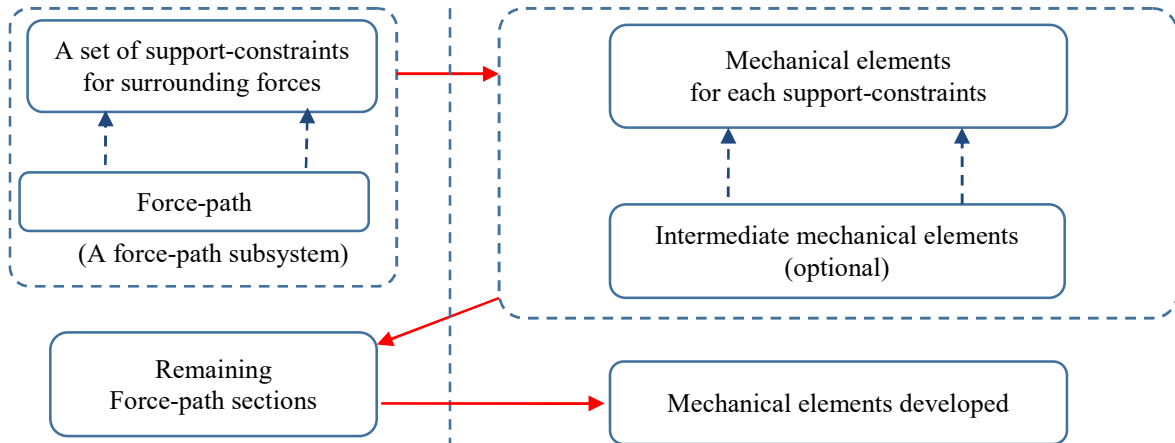 A set of support-constraints
for surrounding forces
Force-path
(A force-path subsystem)
Mechanical elements
for each support-constraints
Intermediate mechanical elements
(optional)
Remaining
Force-path sections
Mechanical elements developed